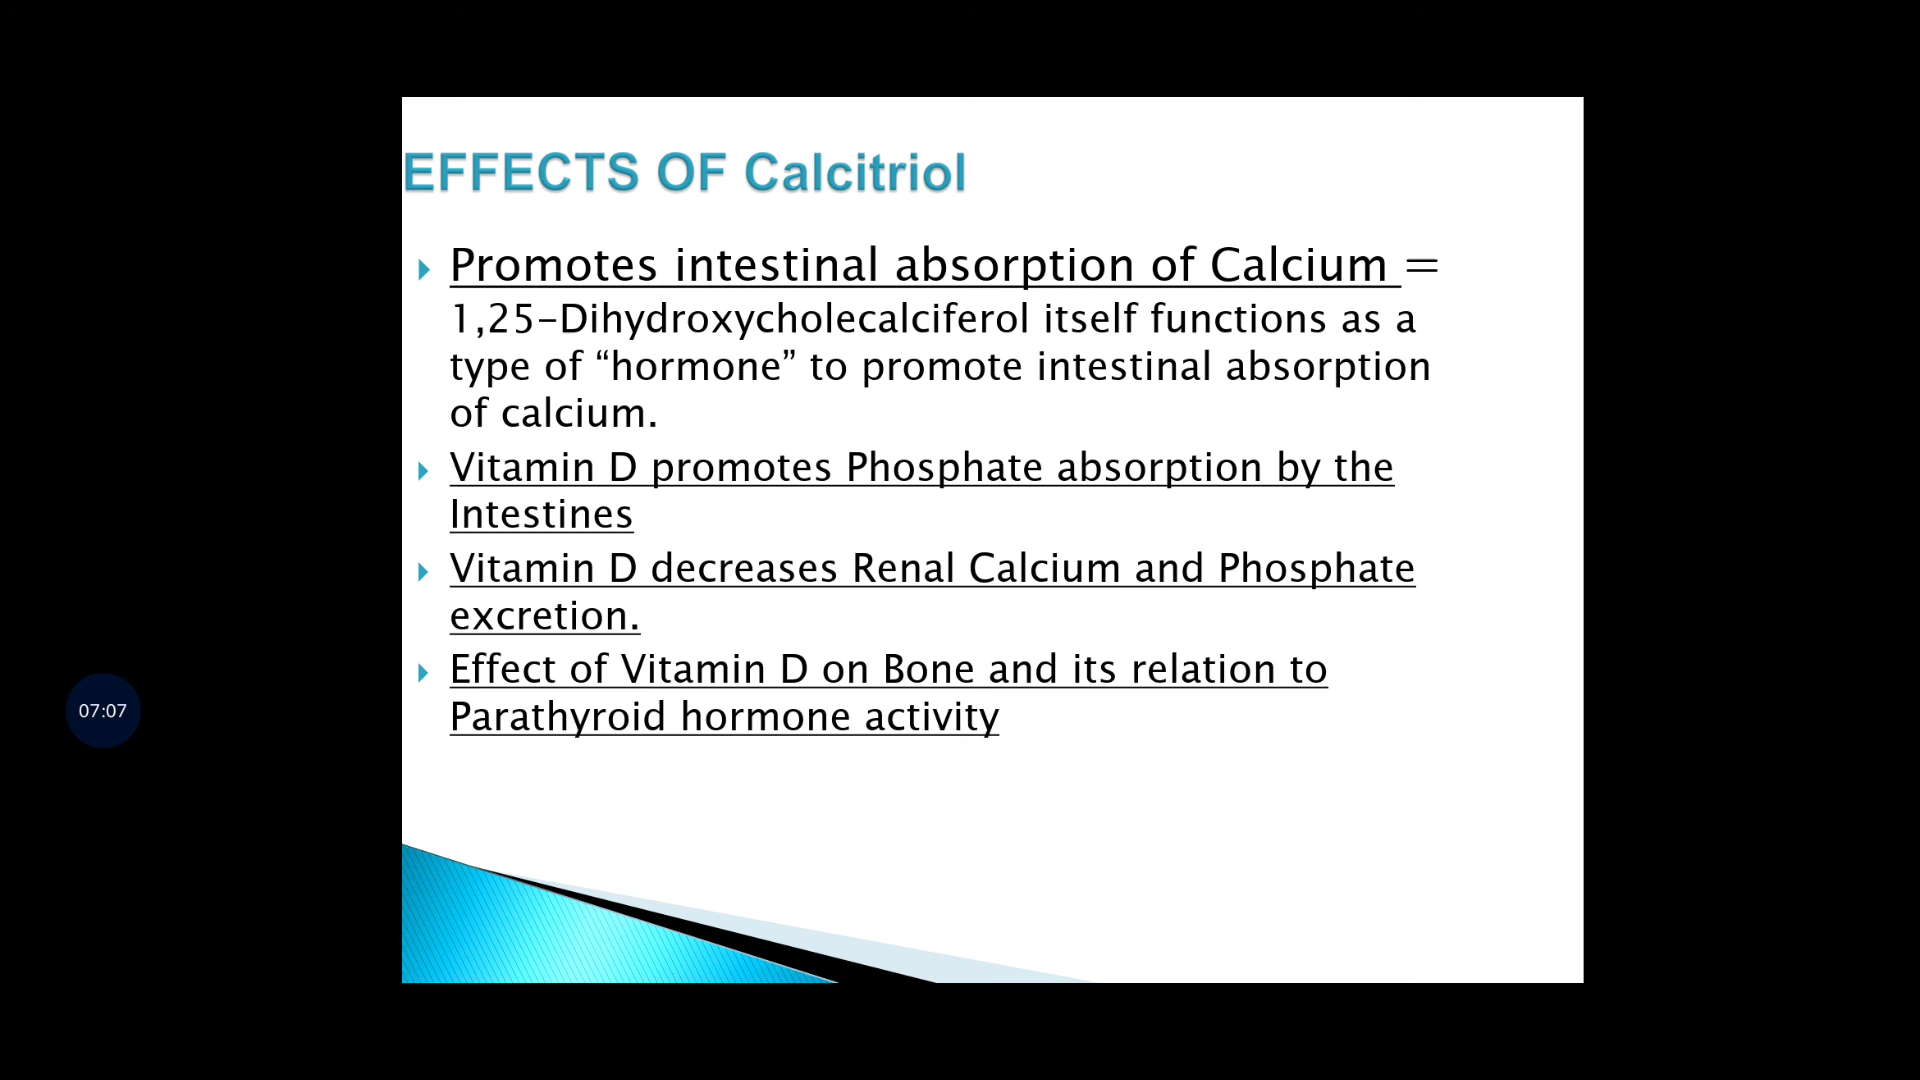 EFFECTS OF Calcitriol
Promotes intestinal absorption of Calcium =
1,25-Dihydroxycholecalciferol itself functions as a
type of “hormone” to promote intestinal absorption
of calcium.
Vitamin D promotes Phosphate absorption by the
Intestines
Vitamin D decreases Renal Calcium and Phosphate
excretion.
Effect of Vitamin D on Bone and its relation to
Parathyroid hormone activity
07:07